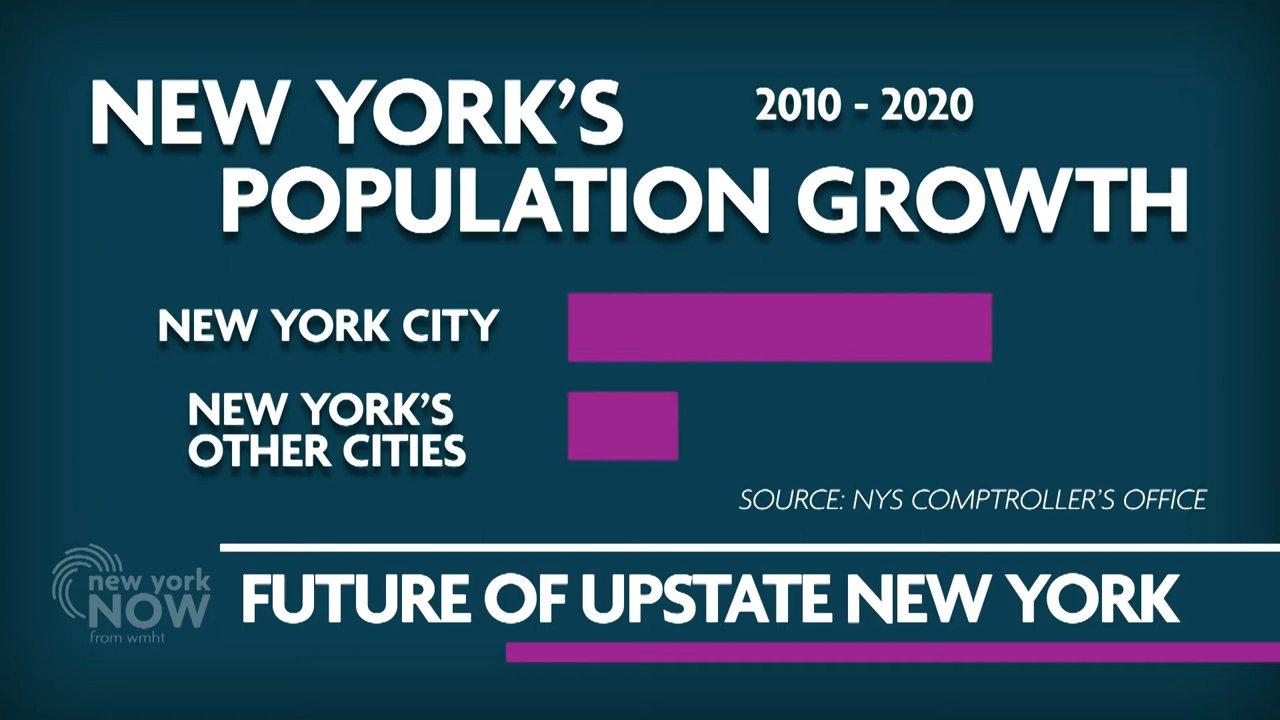 NEW YORK'S
2010 - 2020
POPULATION GROWTH
NEW YORK CITY
NEW YORK'S
OTHER CITIES
SOURCE: NYS COMPTROLLER'S OFFICE
new york
NOW
from wmht
FUTURE OF UPSTATE NEW YORK